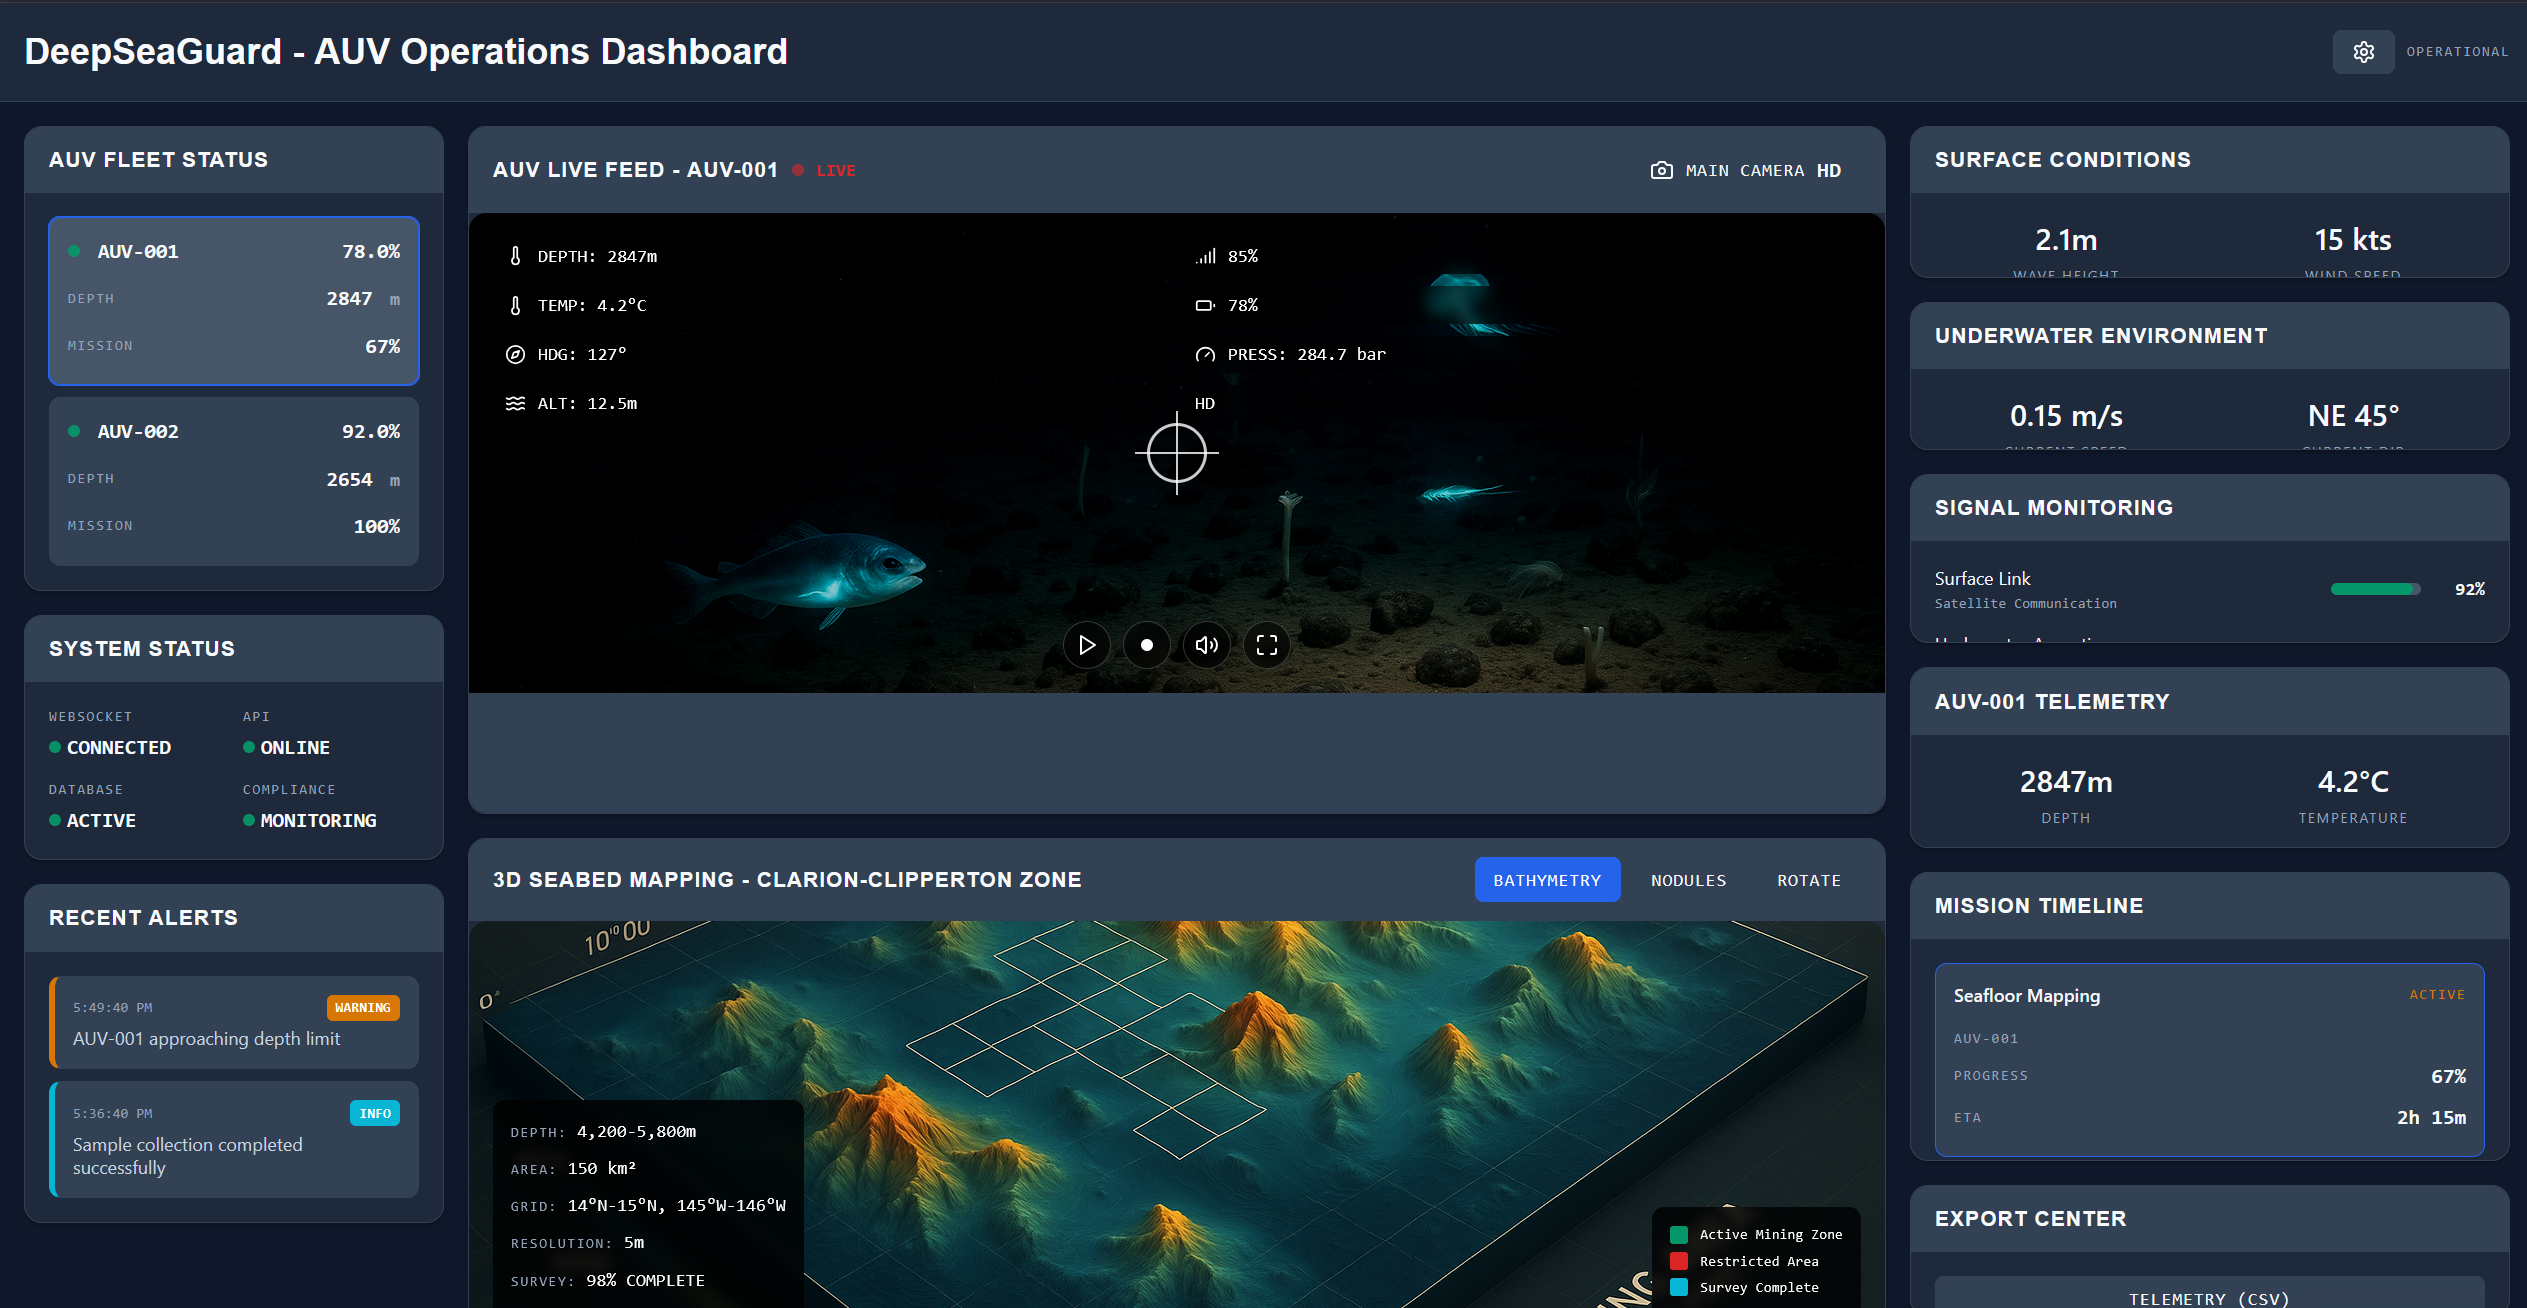 DeepSeaGuard - AUV Operations Dashboard
OPERATIONAL
AUV FLEET STATUS
AUV-001 78.0%
DEPTH 2847 m
MISSION 67%
AUV-002 92.0%
DEPTH 2654 m
MISSION 100%
SYSTEM STATUS
WEBSOCKET API
CONNECTED ONLINE
DATABASE COMPLIANCE
ACTIVE MONITORING
RECENT ALERTS
5:49:40 PM WARNING
AUV-001 approaching depth limit
5:36:40 PM INFO
Sample collection completed
successfully
AUV LIVE FEED - AUV-001 LIVE
MAIN CAMERA HD
DEPTH: 2847m 85%
TEMP: 4.2°C 78%
HDG: 127° PRESS: 284.7 bar
ALT: 12.5m HD
3D SEABED MAPPING - CLARION-CLIPPERTON ZONE
BATHYMETRY NODULES ROTATE
DEPTH: 4,200-5,800m
AREA: 150 km²
GRID: 14°N-15°N, 145°W-146°W
RESOLUTION: 5m
SURVEY: 98% COMPLETE
Active Mining Zone
Restricted Area
Survey Complete
SURFACE CONDITIONS
2.1m 15 kts
WAVE HEIGHT WIND SPEED
UNDERWATER ENVIRONMENT
0.15 m/s NE 45°
CURRENT SPEED CURRENT DIR
SIGNAL MONITORING
Surface Link
Satellite Communication
92%
AUV-001 TELEMETRY
2847m 4.2°C
DEPTH TEMPERATURE
MISSION TIMELINE
Seafloor Mapping ACTIVE
AUV-001
PROGRESS 67%
ETA 2h 15m
EXPORT CENTER
TELEMETRY (CSV)